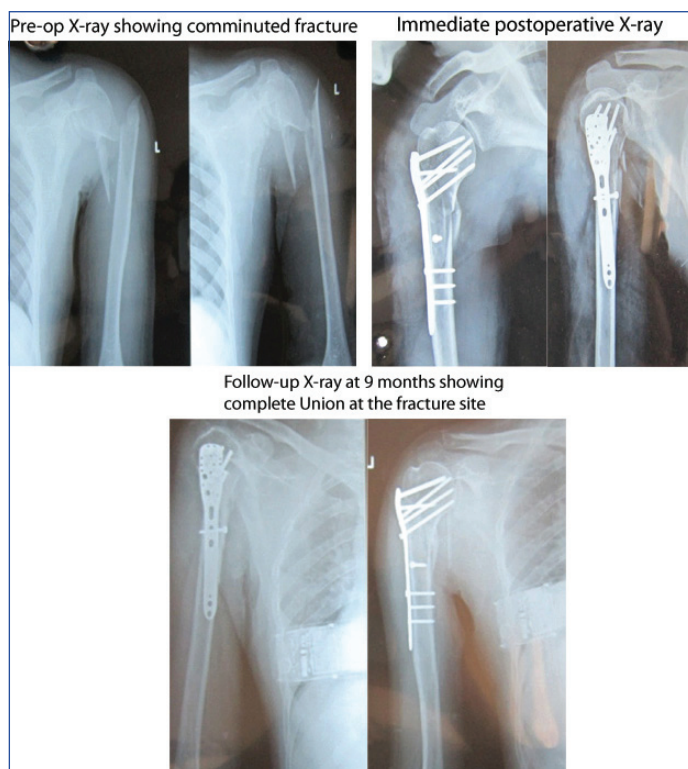 Pre-op X-ray showing comminuted fracture
Immediate postoperative X-ray
L
L
Follow-up X-ray at 9 months showing
complete Union at the fracture site